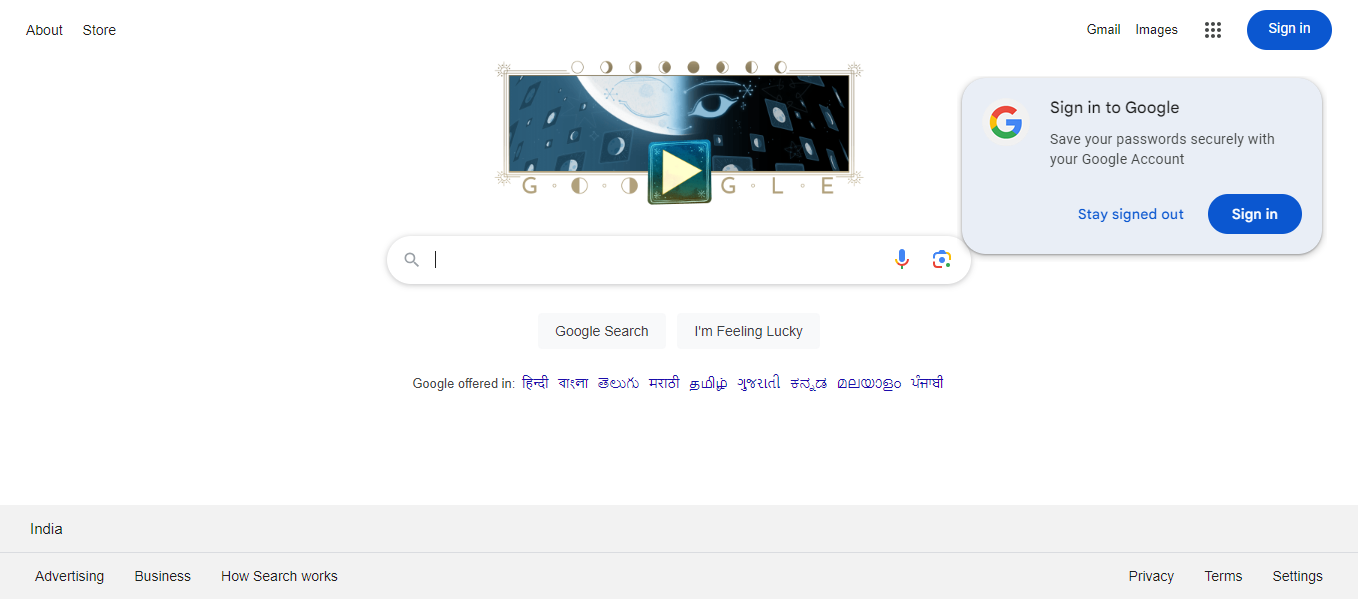 About Store
Gmail Images Sign in
Sign in to Google
Save your passwords securely with
your Google Account
Stay signed out Sign in
G L E
Google Search I'm Feeling Lucky
Google offered in: हिन्दी বাংলা తెలుగు मराठी தமிழ் ગુજરાતી ಕನ್ನಡ മലയാളം ਪੰਜਾਬੀ
India
Advertising Business How Search works
Privacy Terms Settings